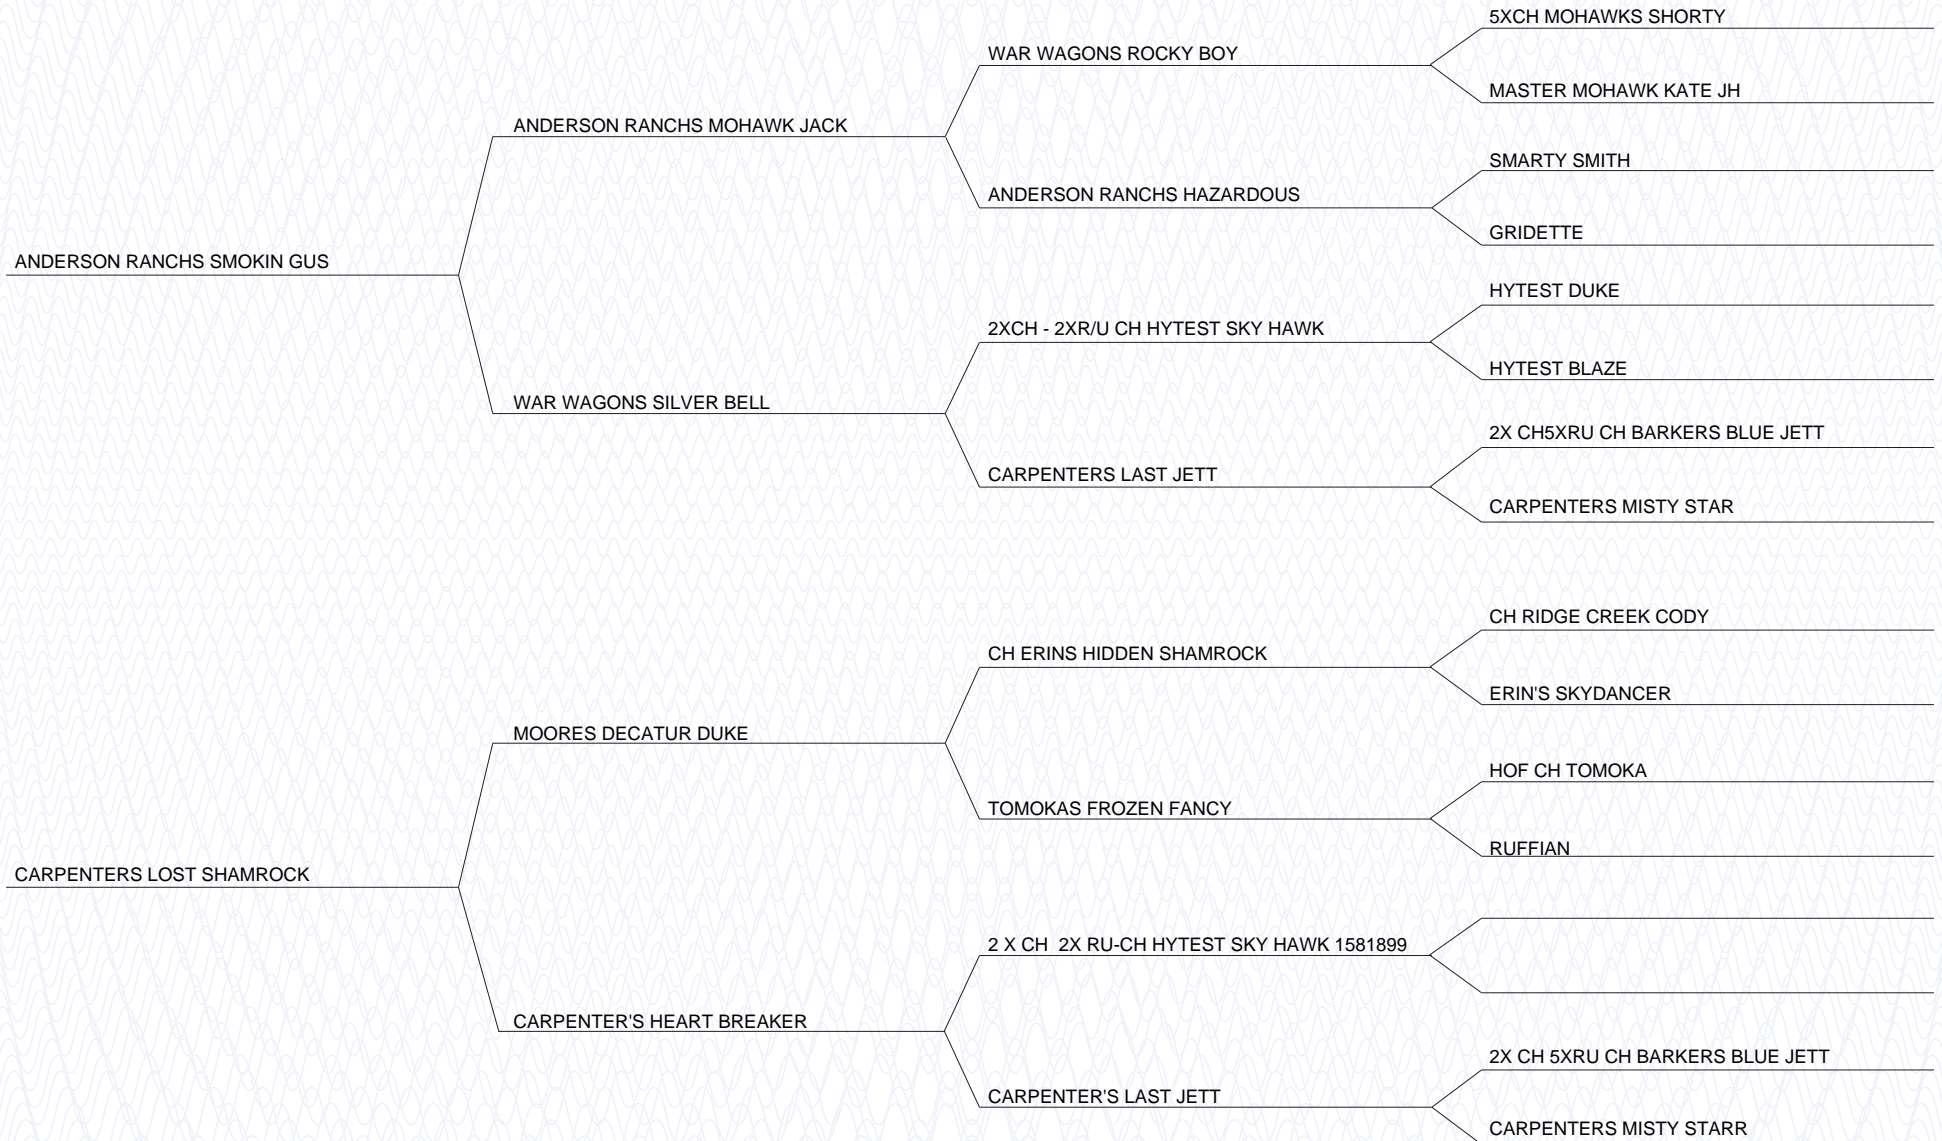 5XCH MOHAWKS SHORTY
WAR WAGONS ROCKY BOY
MASTER MOHAWK KATE JH
ANDERSON RANCHS MOHAWK JACK
SMARTY SMITH
ANDERSON RANCHS HAZARDOUS
GRIDETTE
ANDERSON RANCHS SMOKIN GUS
HYTEST DUKE
2XCH - 2XR/U CH HYTEST SKY HAWK
HYTEST BLAZE
WAR WAGONS SILVER BELL
2X CH5XRU CH BARKERS BLUE JETT
CARPENTERS LAST JETT
CARPENTERS MISTY STAR
CH RIDGE CREEK CODY
CH ERINS HIDDEN SHAMROCK
ERIN'S SKYDANCER
MOORES DECATUR DUKE
HOF CH TOMOKA
TOMOKAS FROZEN FANCY
RUFFIAN
CARPENTERS LOST SHAMROCK
2 X CH  2X RU-CH HYTEST SKY HAWK 1581899
CARPENTER'S HEART BREAKER
2X CH 5XRU CH BARKERS BLUE JETT
CARPENTER'S LAST JETT
CARPENTERS MISTY STARR